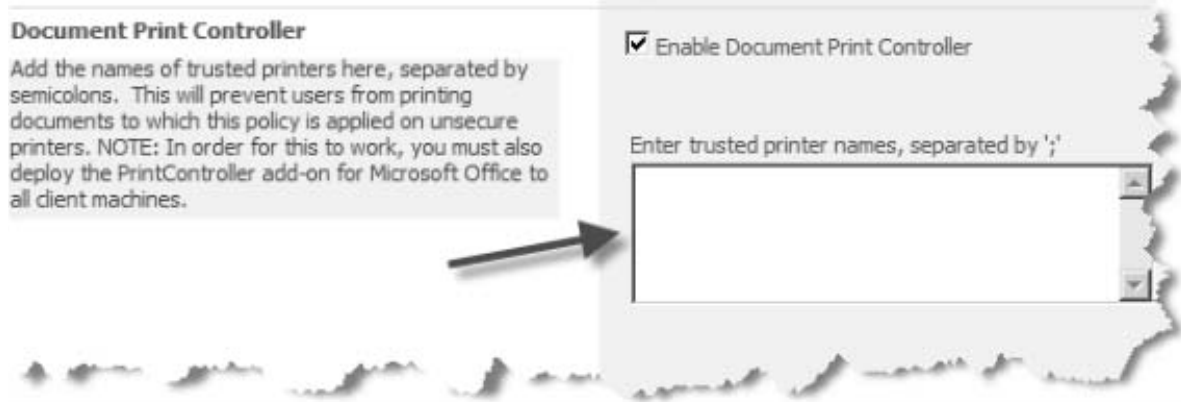 Document Print Controller
Add the names of trusted printers here, separated by
semicolons. This will prevent users from printing
documents to which this policy is applied on unsecure
printers. NOTE: In order for this to work, you must also
deploy the PrintController add-on for Microsoft Office to
all client machines.
Enable Document Print Controller
Enter trusted printer names, separated by ';'